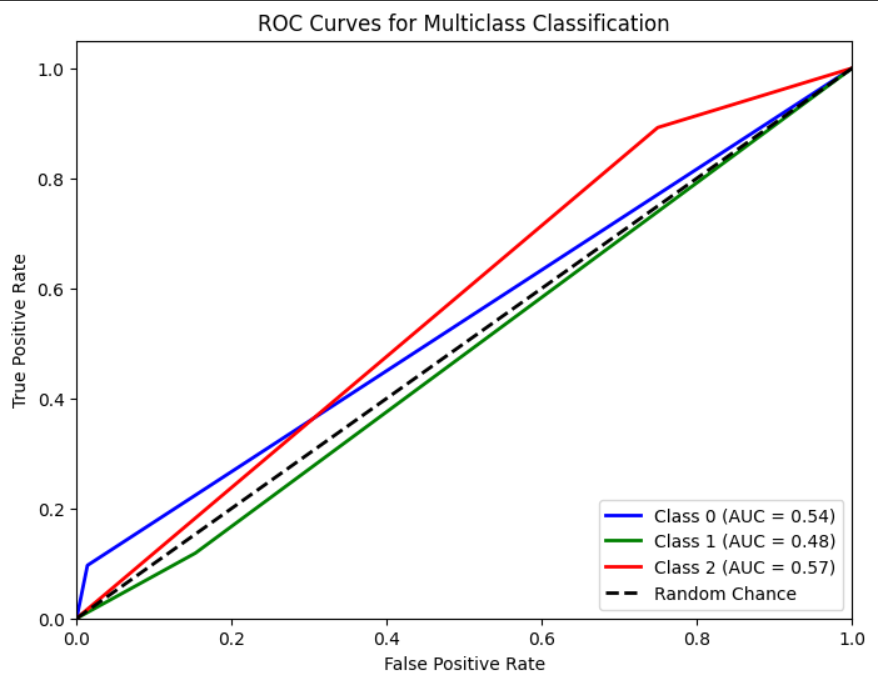 ROC Curves for Multiclass Classification
True Positive Rate
1.0
0.8
0.6
0.4
0.2
0.0
Class 0 (AUC = 0.54)
Class 1 (AUC = 0.48)
Class 2 (AUC = 0.57)
Random Chance
0.0 0.2 0.4 0.6 0.8 1.0
False Positive Rate